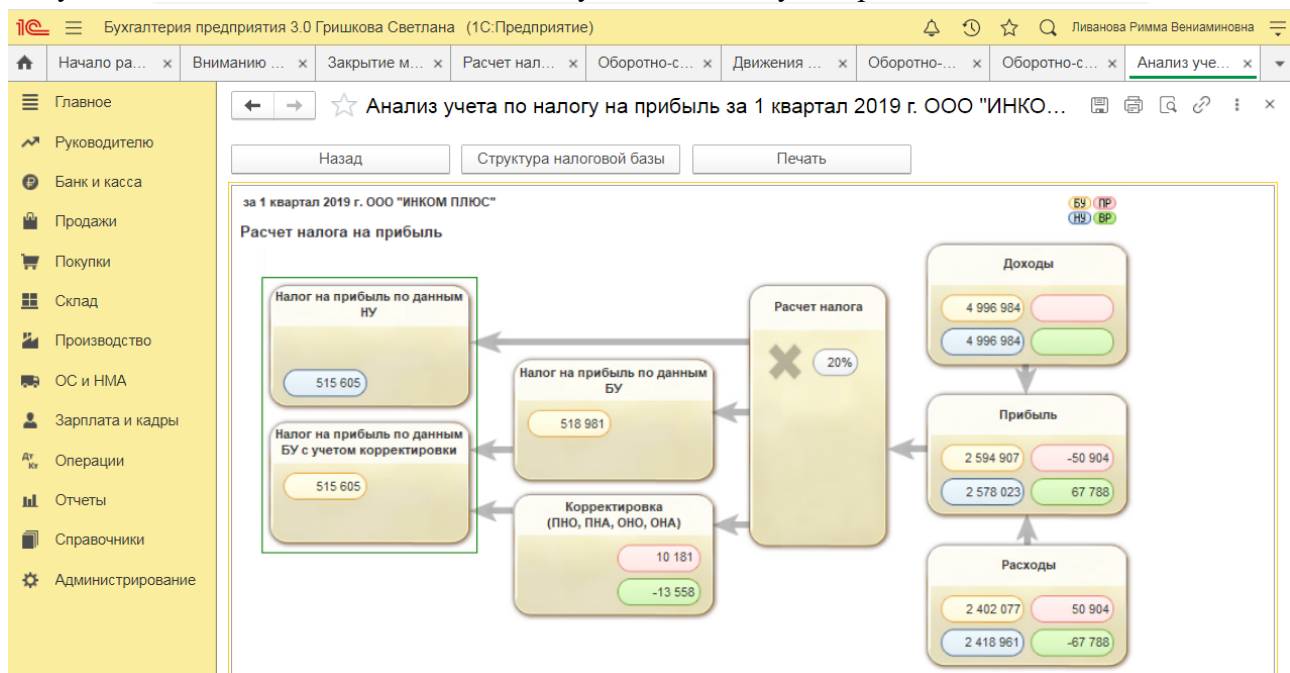 Бухгалтерия предприятия 3.0 Гришкова Светлана (1С:Предприятие)
Ливанова Римма Вениаминовна
Начало ра... × Вниманию ... × Закрытие м... × Расчет нал... × Оборотно-с... × Движения ... × Оборотно-... × Оборотно-с... × Анализ уче... ×
Главное
Руководителю
Банк и касса
Продажи
Покупки
Склад
Производство
ОС и НМА
Зарплата и кадры
Операции
Отчеты
Справочники
Администрирование
Анализ учета по налогу на прибыль за 1 квартал 2019 г. ООО "ИНКО...
Назад
Структура налоговой базы
Печать
за 1 квартал 2019 г. ООО "ИНКОМ ПЛЮС"
БУ ПР
НУ ВР
Расчет налога на прибыль
Налог на прибыль по данным
НУ
515 605
Налог на прибыль по данным
БУ с учетом корректировки
515 605
Налог на прибыль по данным
БУ
518 981
Корректировка
(ПНО, ПНА, ОНО, ОНА)
10 181
-13 558
Расчет налога
20%
Доходы
4 996 984
4 996 984
Прибыль
2 594 907 -50 904
2 578 023 67 788
Расходы
2 402 077 50 904
2 418 961 -67 788